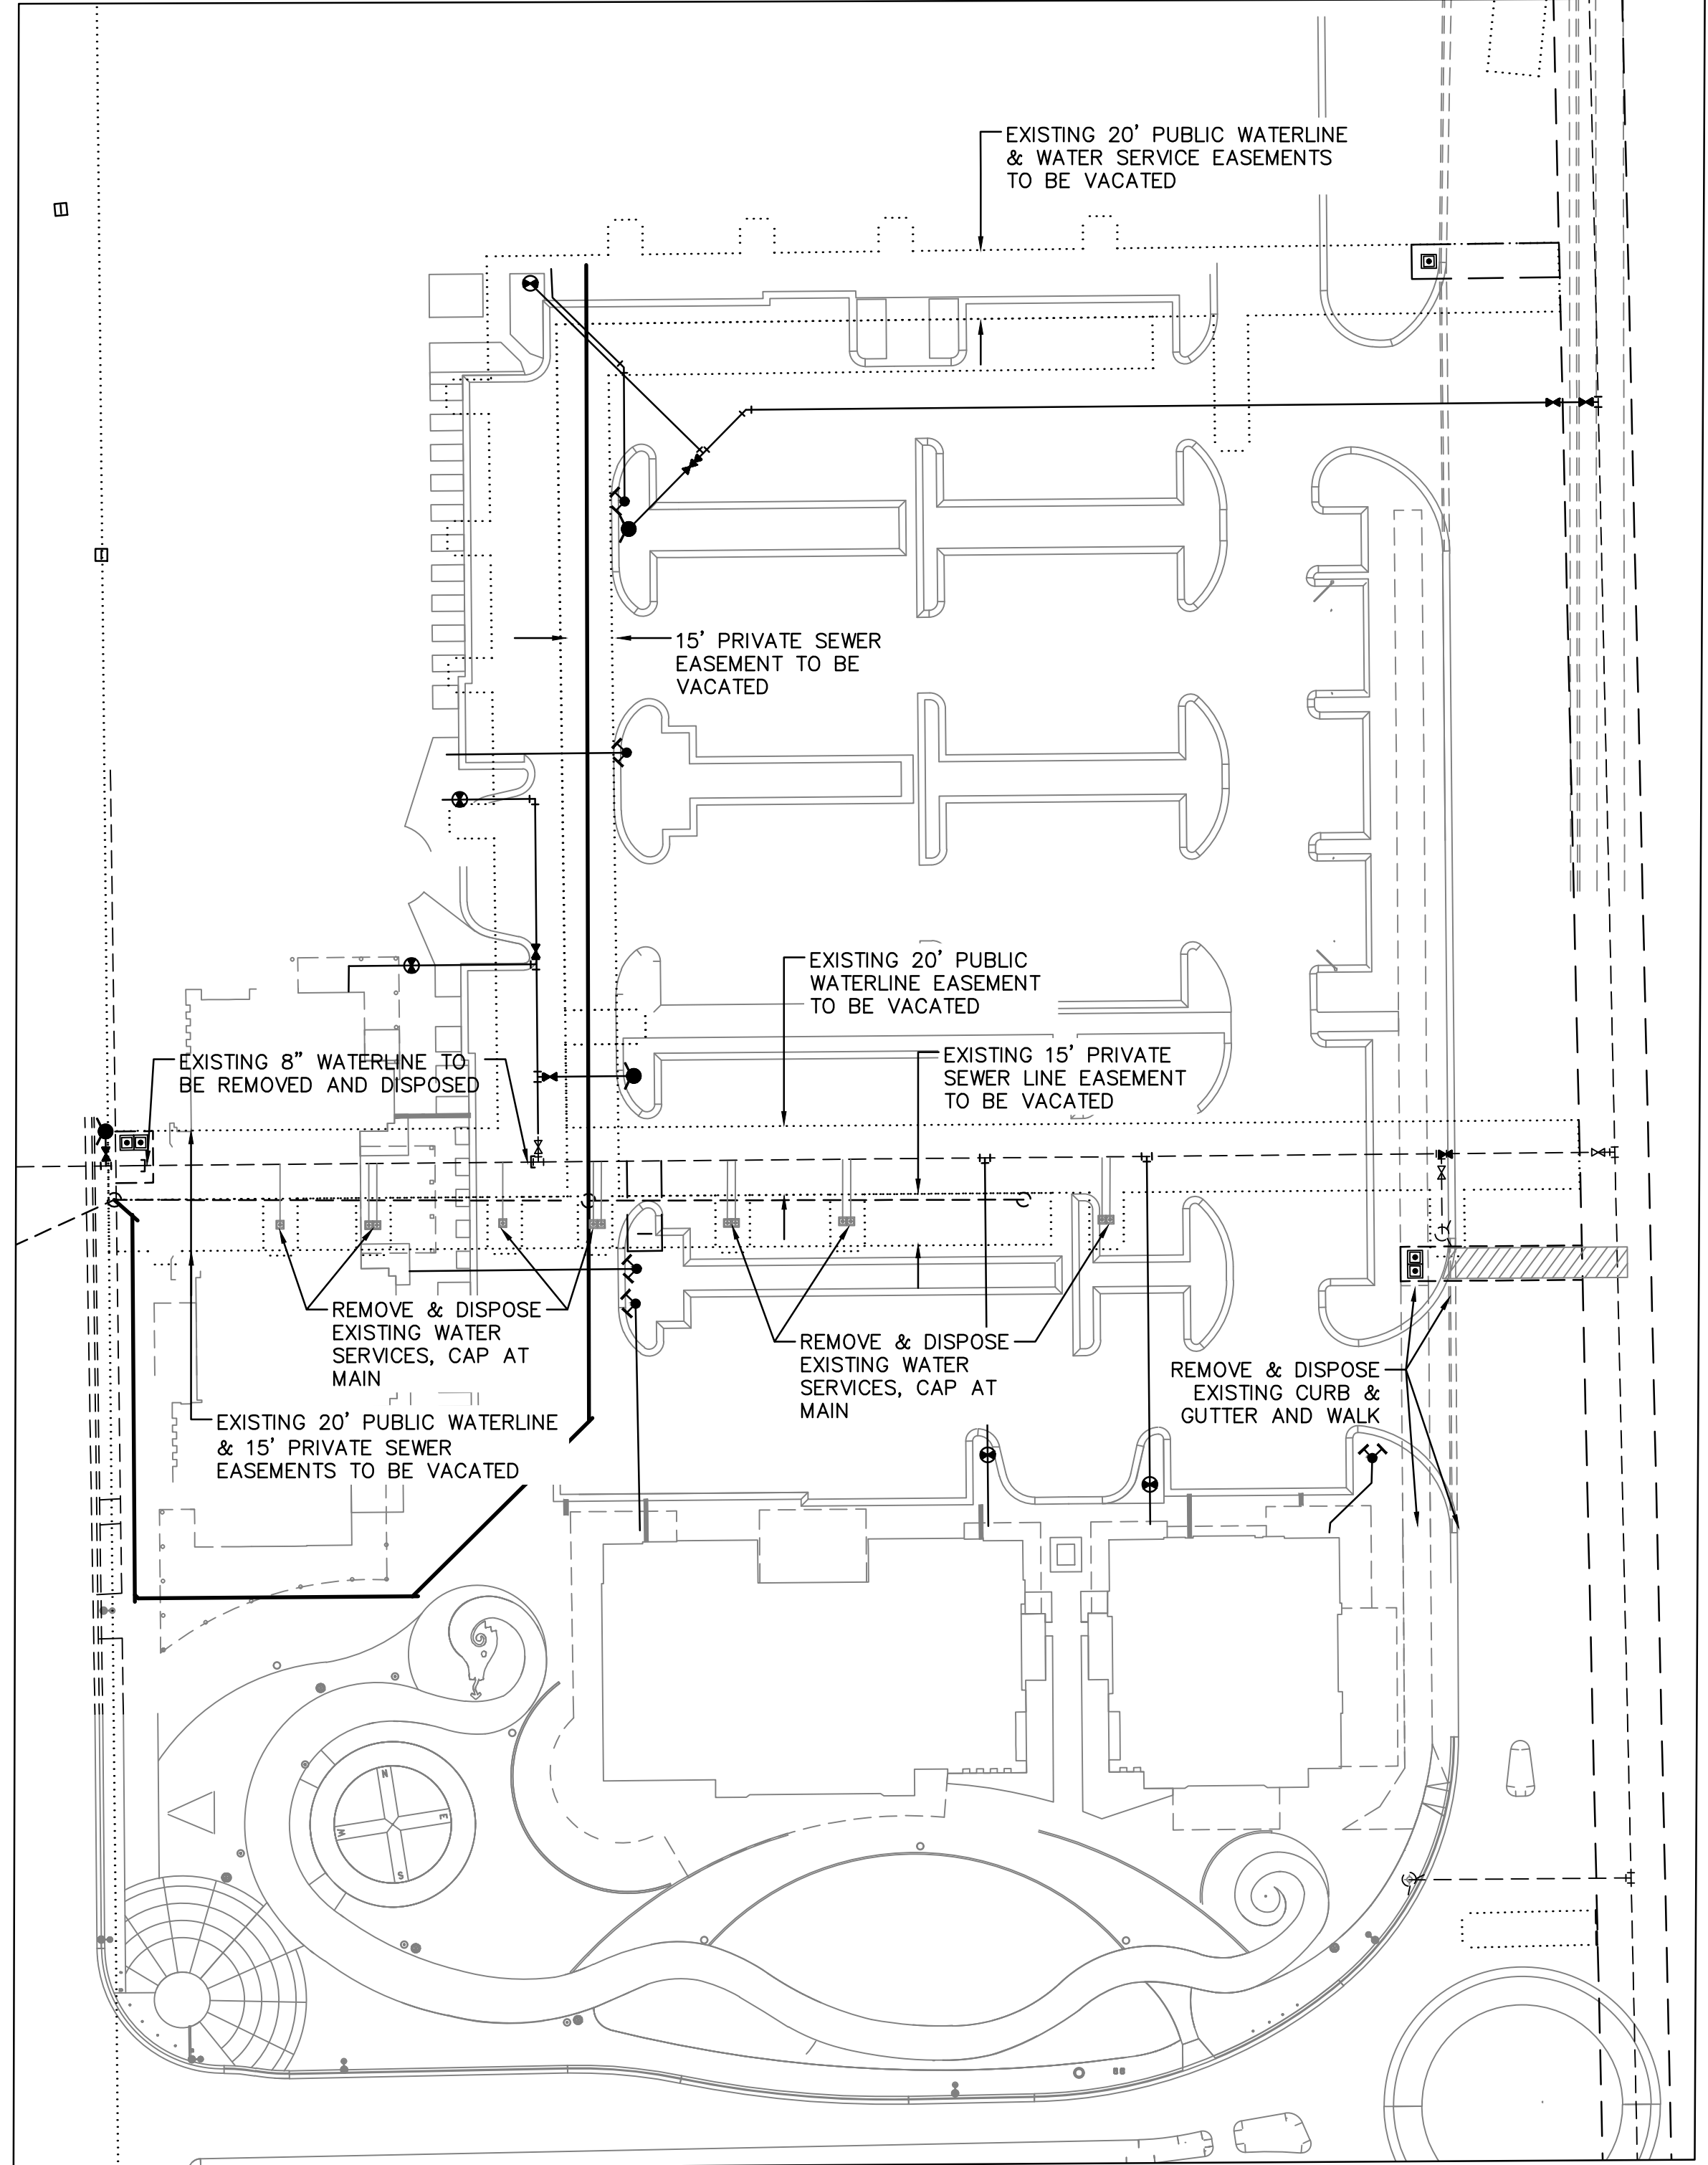 EXISTING 20' PUBLIC WATERLINE
& WATER SERVICE EASEMENTS
TO BE VACATED
15' PRIVATE SEWER
EASEMENT TO BE
VACATED
EXISTING 20' PUBLIC
WATERLINE EASEMENT
TO BE VACATED
EXISTING 15' PRIVATE
SEWER LINE EASEMENT
TO BE VACATED
EXISTING 8" WATERLINE TO
BE REMOVED AND DISPOSED
REMOVE & DISPOSE
EXISTING WATER
SERVICES, CAP AT
MAIN
REMOVE & DISPOSE
EXISTING WATER
SERVICES, CAP AT
MAIN
REMOVE & DISPOSE
EXISTING CURB &
GUTTER AND WALK
EXISTING 20' PUBLIC WATERLINE
& 15' PRIVATE SEWER
EASEMENTS TO BE VACATED
N
E
W
S